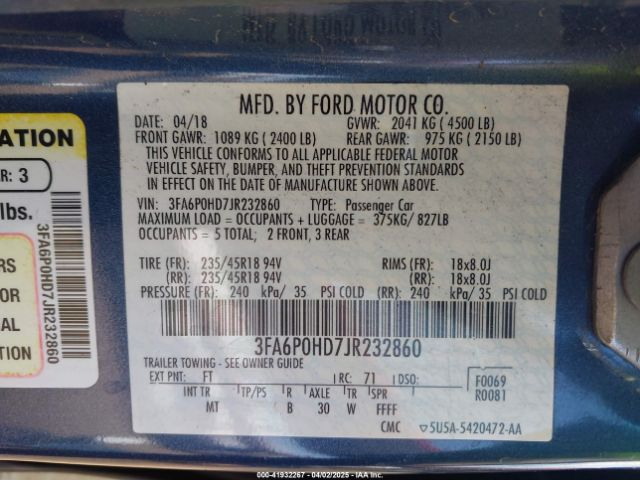 MFD. BY FORD MOTOR CO.
DATE: 04/18 GVWR: 2041 KG ( 4500 LB)
FRONT GAWR: 1089 KG ( 2400 LB) REAR GAWR: 975 KG ( 2150 LB)
THIS VEHICLE CONFORMS TO ALL APPLICABLE FEDERAL MOTOR
VEHICLE SAFETY, BUMPER, AND THEFT PREVENTION STANDARDS
IN EFFECT ON THE DATE OF MANUFACTURE SHOWN ABOVE.
VIN: 3FA6P0HD7JR232860 TYPE: Passenger Car
MAXIMUM LOAD = OCCUPANTS + LUGGAGE = 375KG/ 827LB
OCCUPANTS = 5 TOTAL; 2 FRONT, 3 REAR
TIRE (FR): 235/45R18 94V RIMS (FR): 18x8.0J
(RR): 235/45R18 94V (RR): 18x8.0J
PRESSURE (FR): 240 kPa/ 35 PSI COLD (RR): 240 kPa/ 35 PSI COLD
3FA6P0HD7JR232860
TRAILER TOWING - SEE OWNER GUIDE
EXT PNT: FT RC: 71 DSO: F0069
INT TR TP/PS R AXLE TR SPR R0081
MT B 30 W FFFF
CMC 5U5A-5420472-AA
ATION
R: 3
lbs.
RS
OR
AL
S
3FA6P0HD7JR232860
#: 41932267 04/02/2025 IAA Inc.